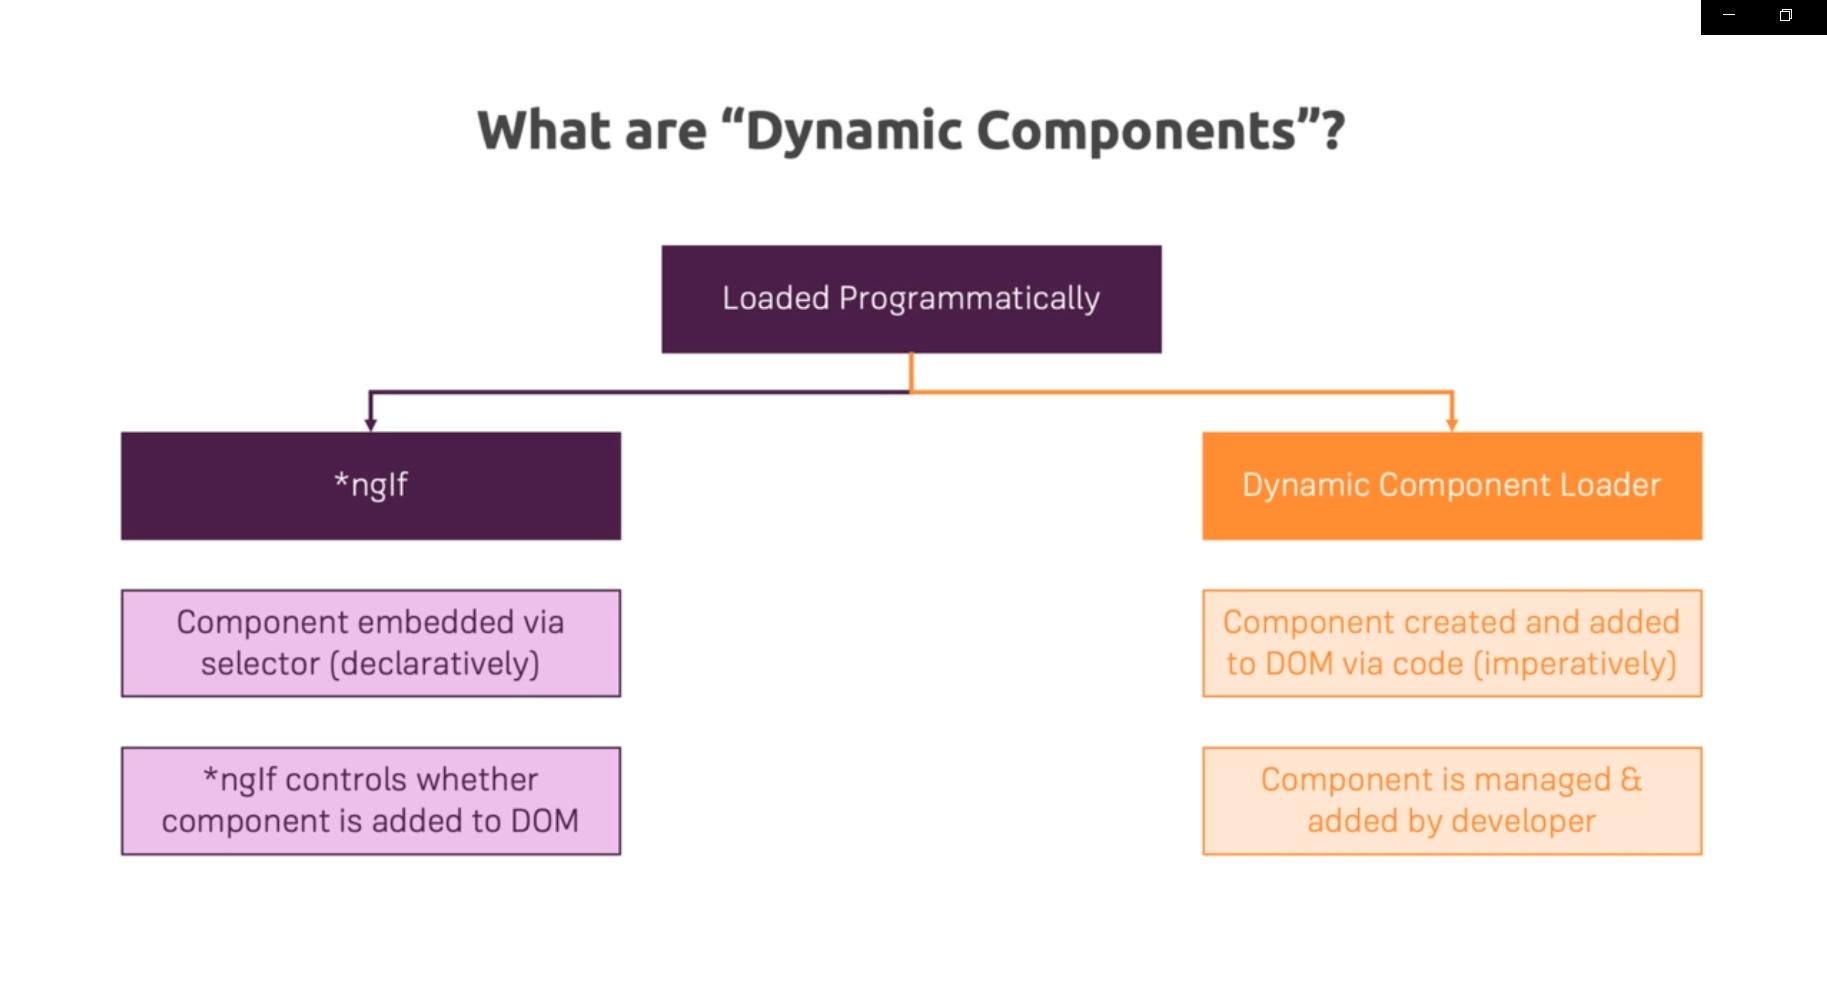 What are “Dynamic Components”?
Loaded Programmatically
*ngIf
Dynamic Component Loader
Component embedded via
selector (declaratively)
Component created and added
to DOM via code (imperatively)
*ngIf controls whether
component is added to DOM
Component is managed &
added by developer